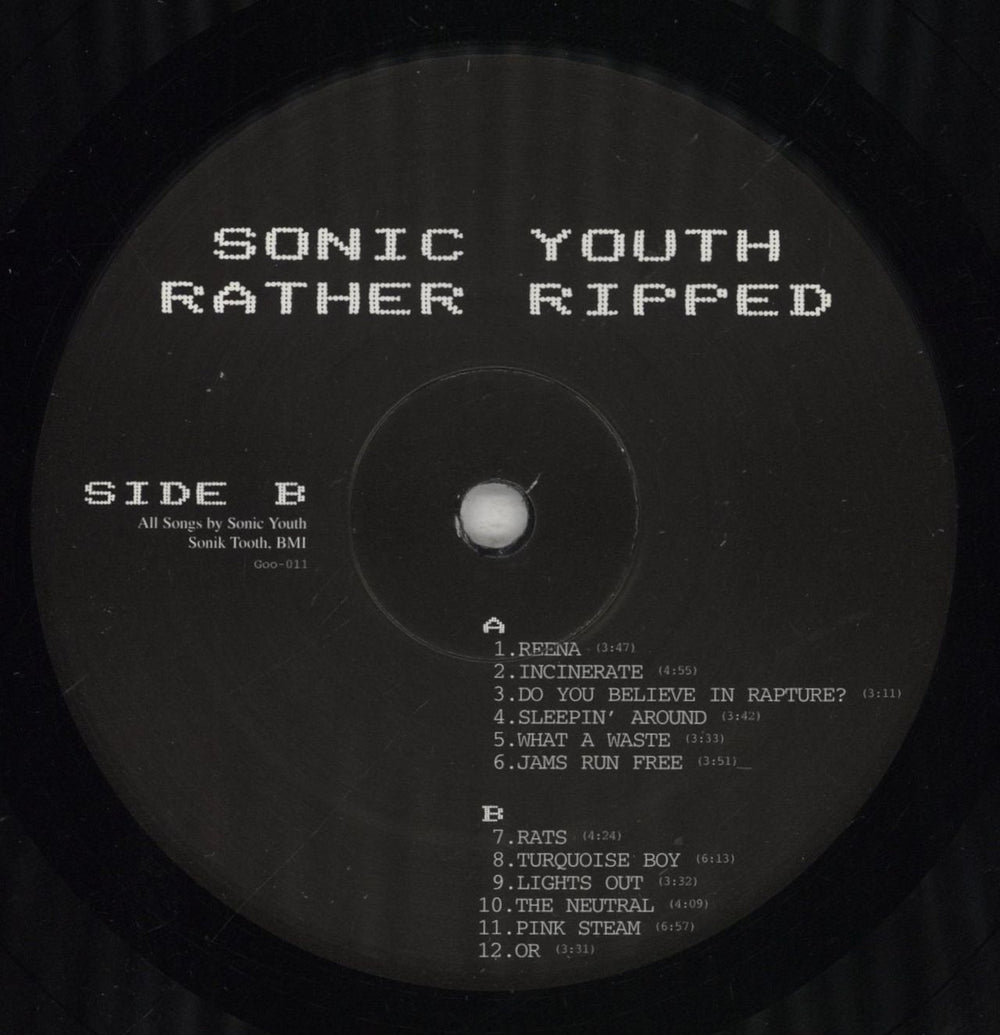 SONIC YOUTH
RATHER RIPPED
SIDE B
All Songs by Sonic Youth
Sonik Tooth, BMI
Goo-011
A
1.REENA (3:47)
2.INCINERATE (4:55)
3.DO YOU BELIEVE IN RAPTURE? (3:11)
4.SLEEPIN' AROUND (3:42)
5.WHAT A WASTE (3:33)
6.JAMS RUN FREE (3:51)_
B
7.RATS (4:24)
8.TURQUOISE BOY (6:13)
9.LIGHTS OUT (3:32)
10.THE NEUTRAL (4:09)
11.PINK STEAM (6:57)
12.OR (3:31)